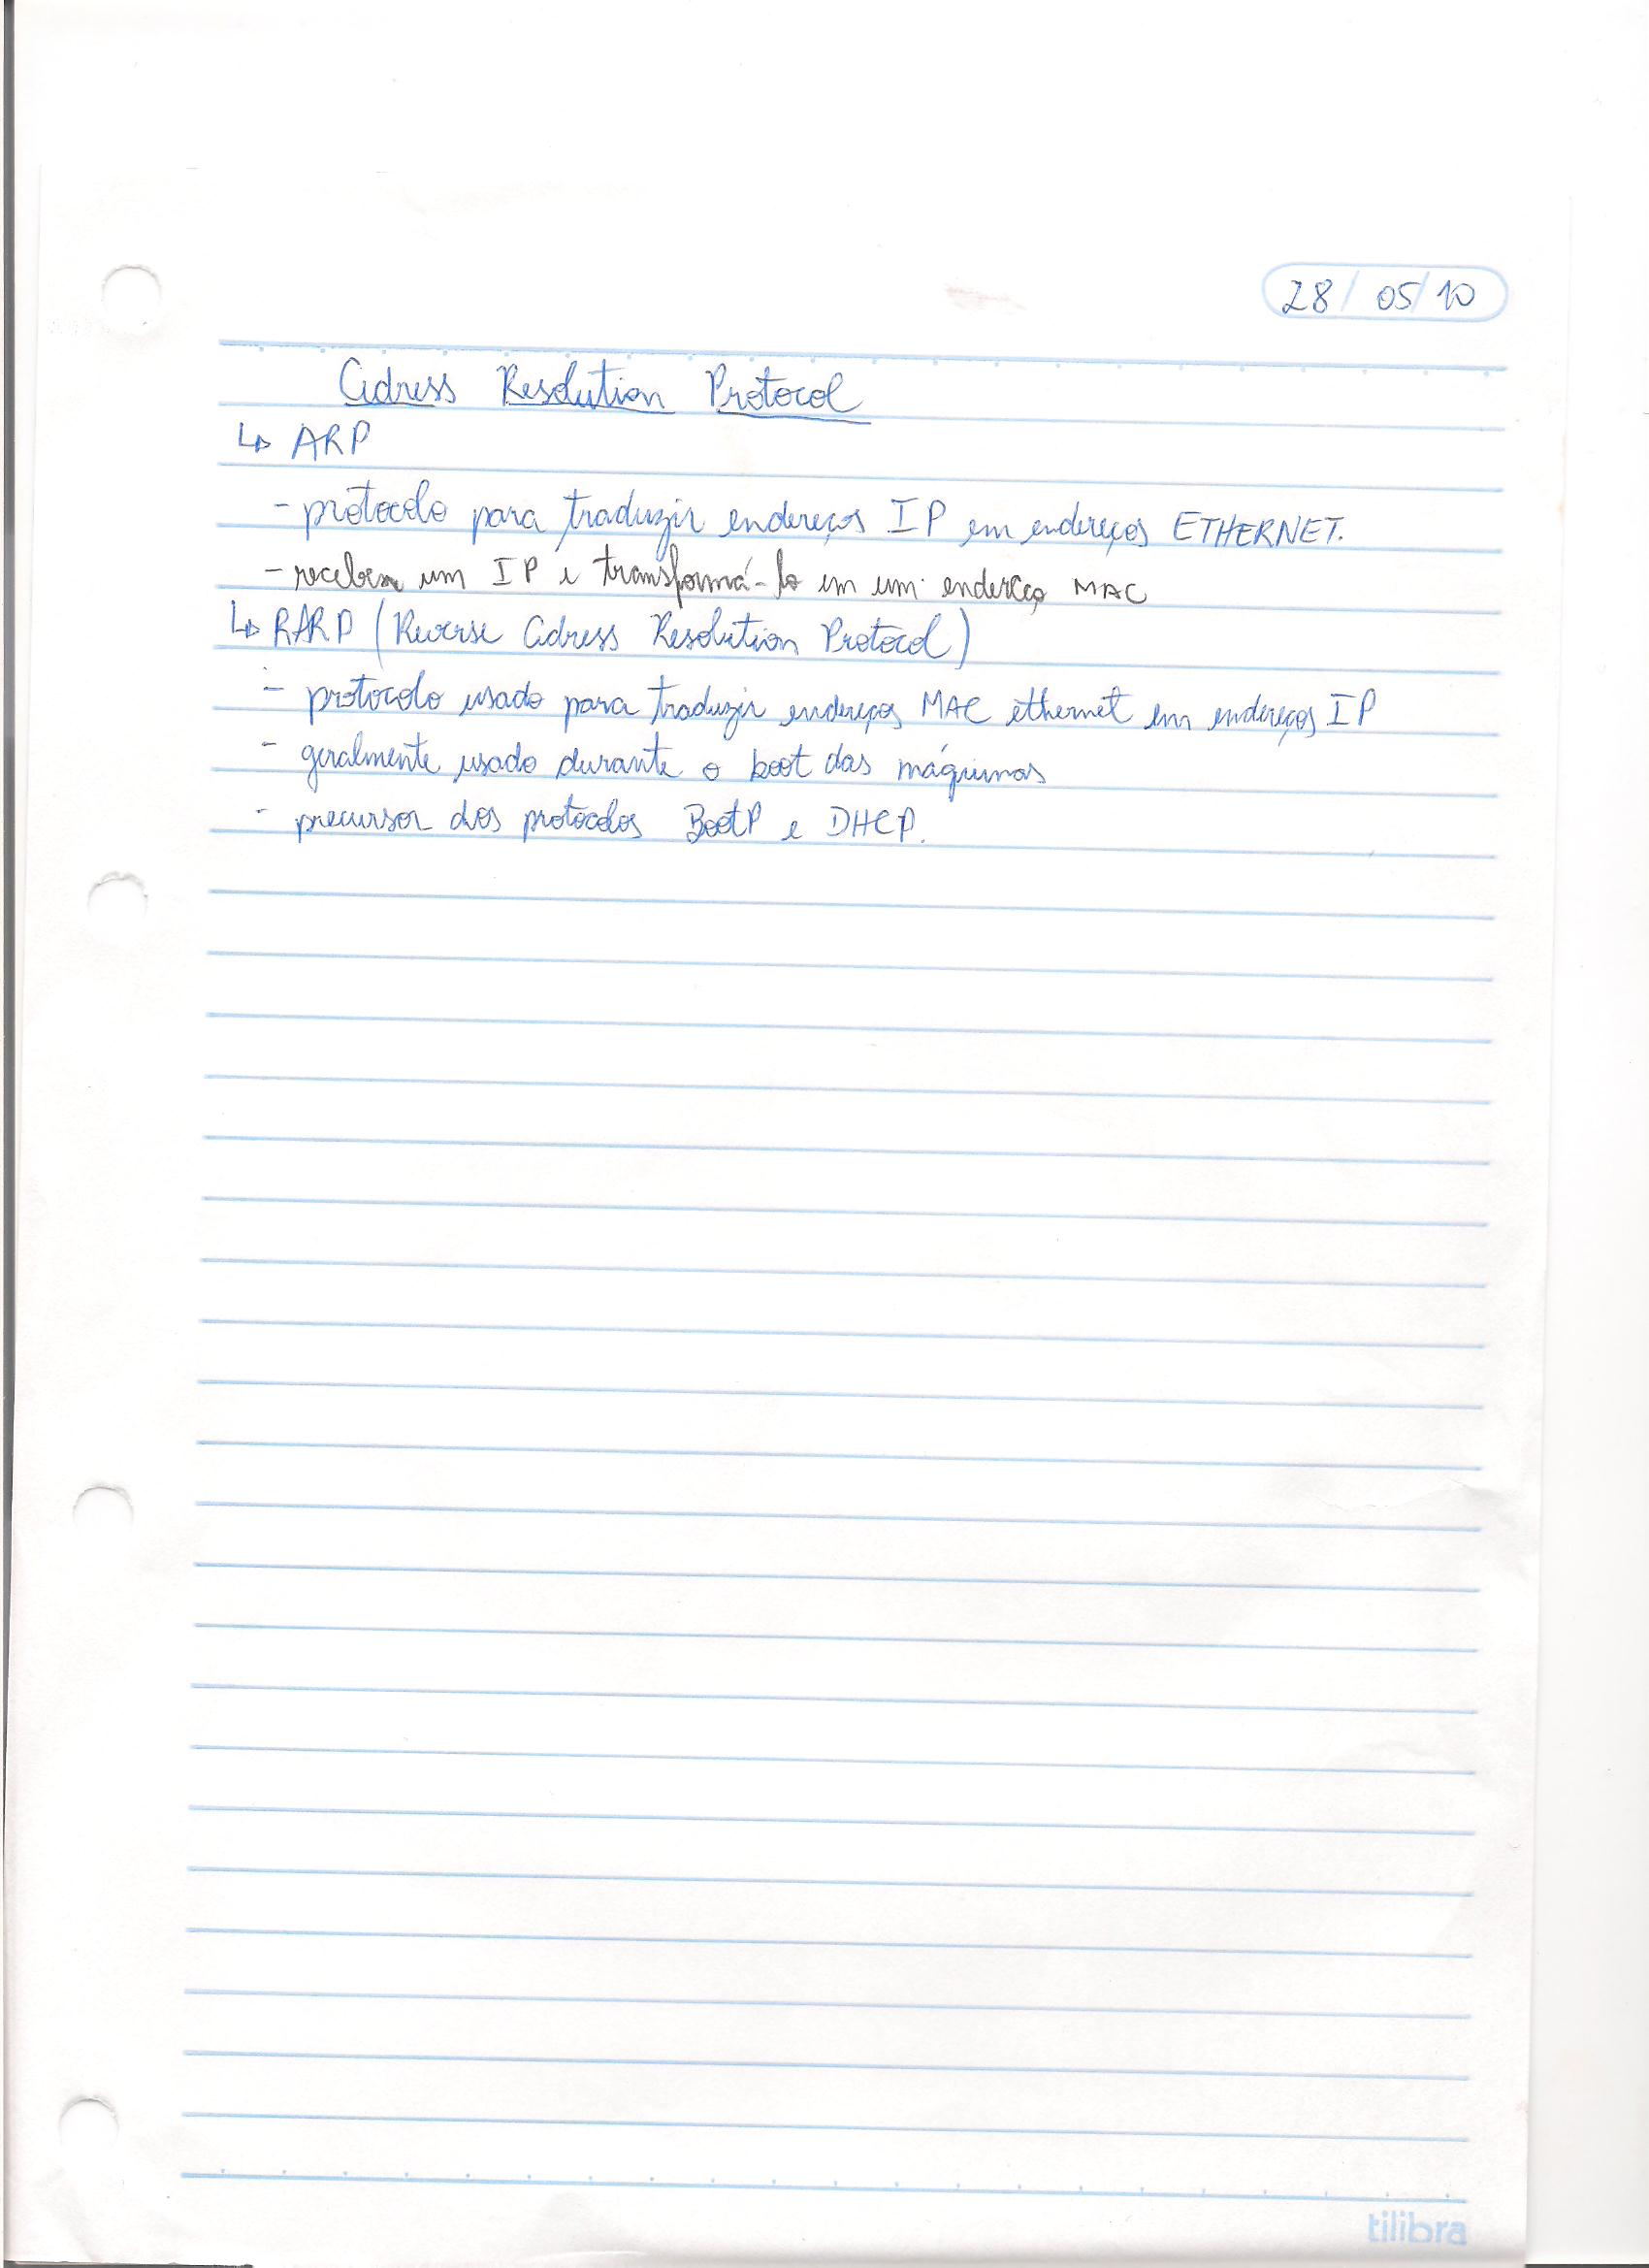 28/05/10
Adress Resolution Protocol
↳ ARP
- protocolo para traduzir endereços IP em endereços ETHERNET.
- recebem um IP e transformá-lo em um endereço MAC
↳ RARP (Reverse Adress Resolution Protocol)
- protocolo usado para traduzir endereços MAC ethernet em endereços IP
- geralmente usado durante o boot das máquinas
- precursor dos protocolos BootP e DHCP.
tilibra